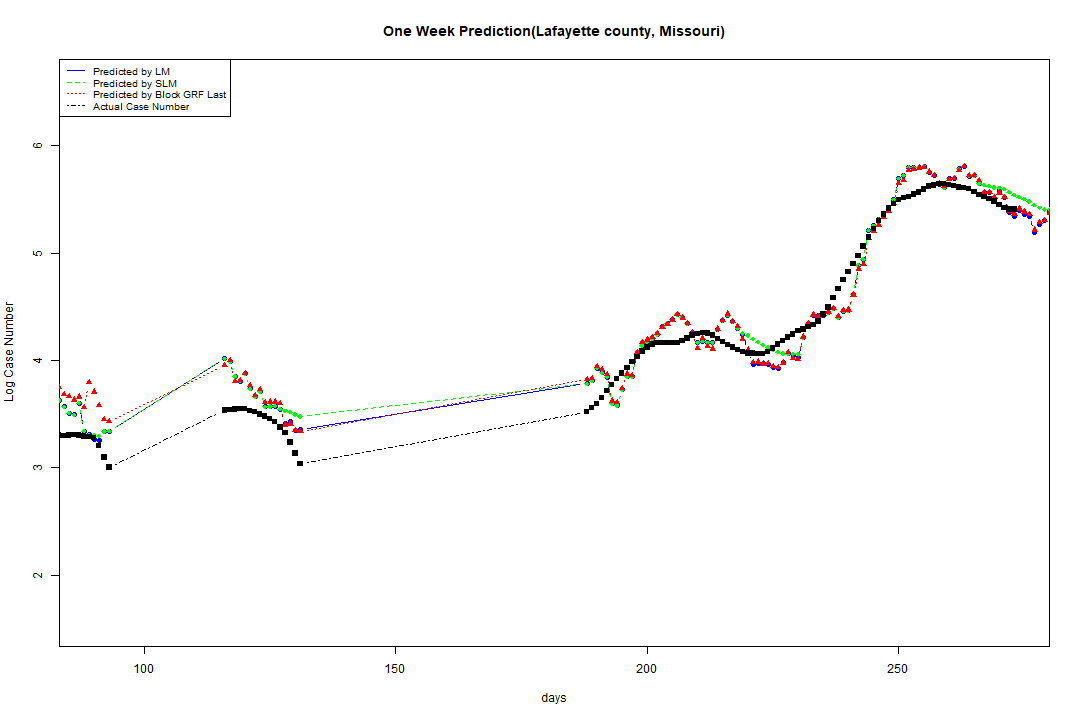 One Week Prediction(Lafayette county, Missouri)
Predicted by LM
Predicted by SLM
Predicted by Block GRF Last
Actual Case Number
Log Case Number
6
5
4
3
2
100 150 200 250
days